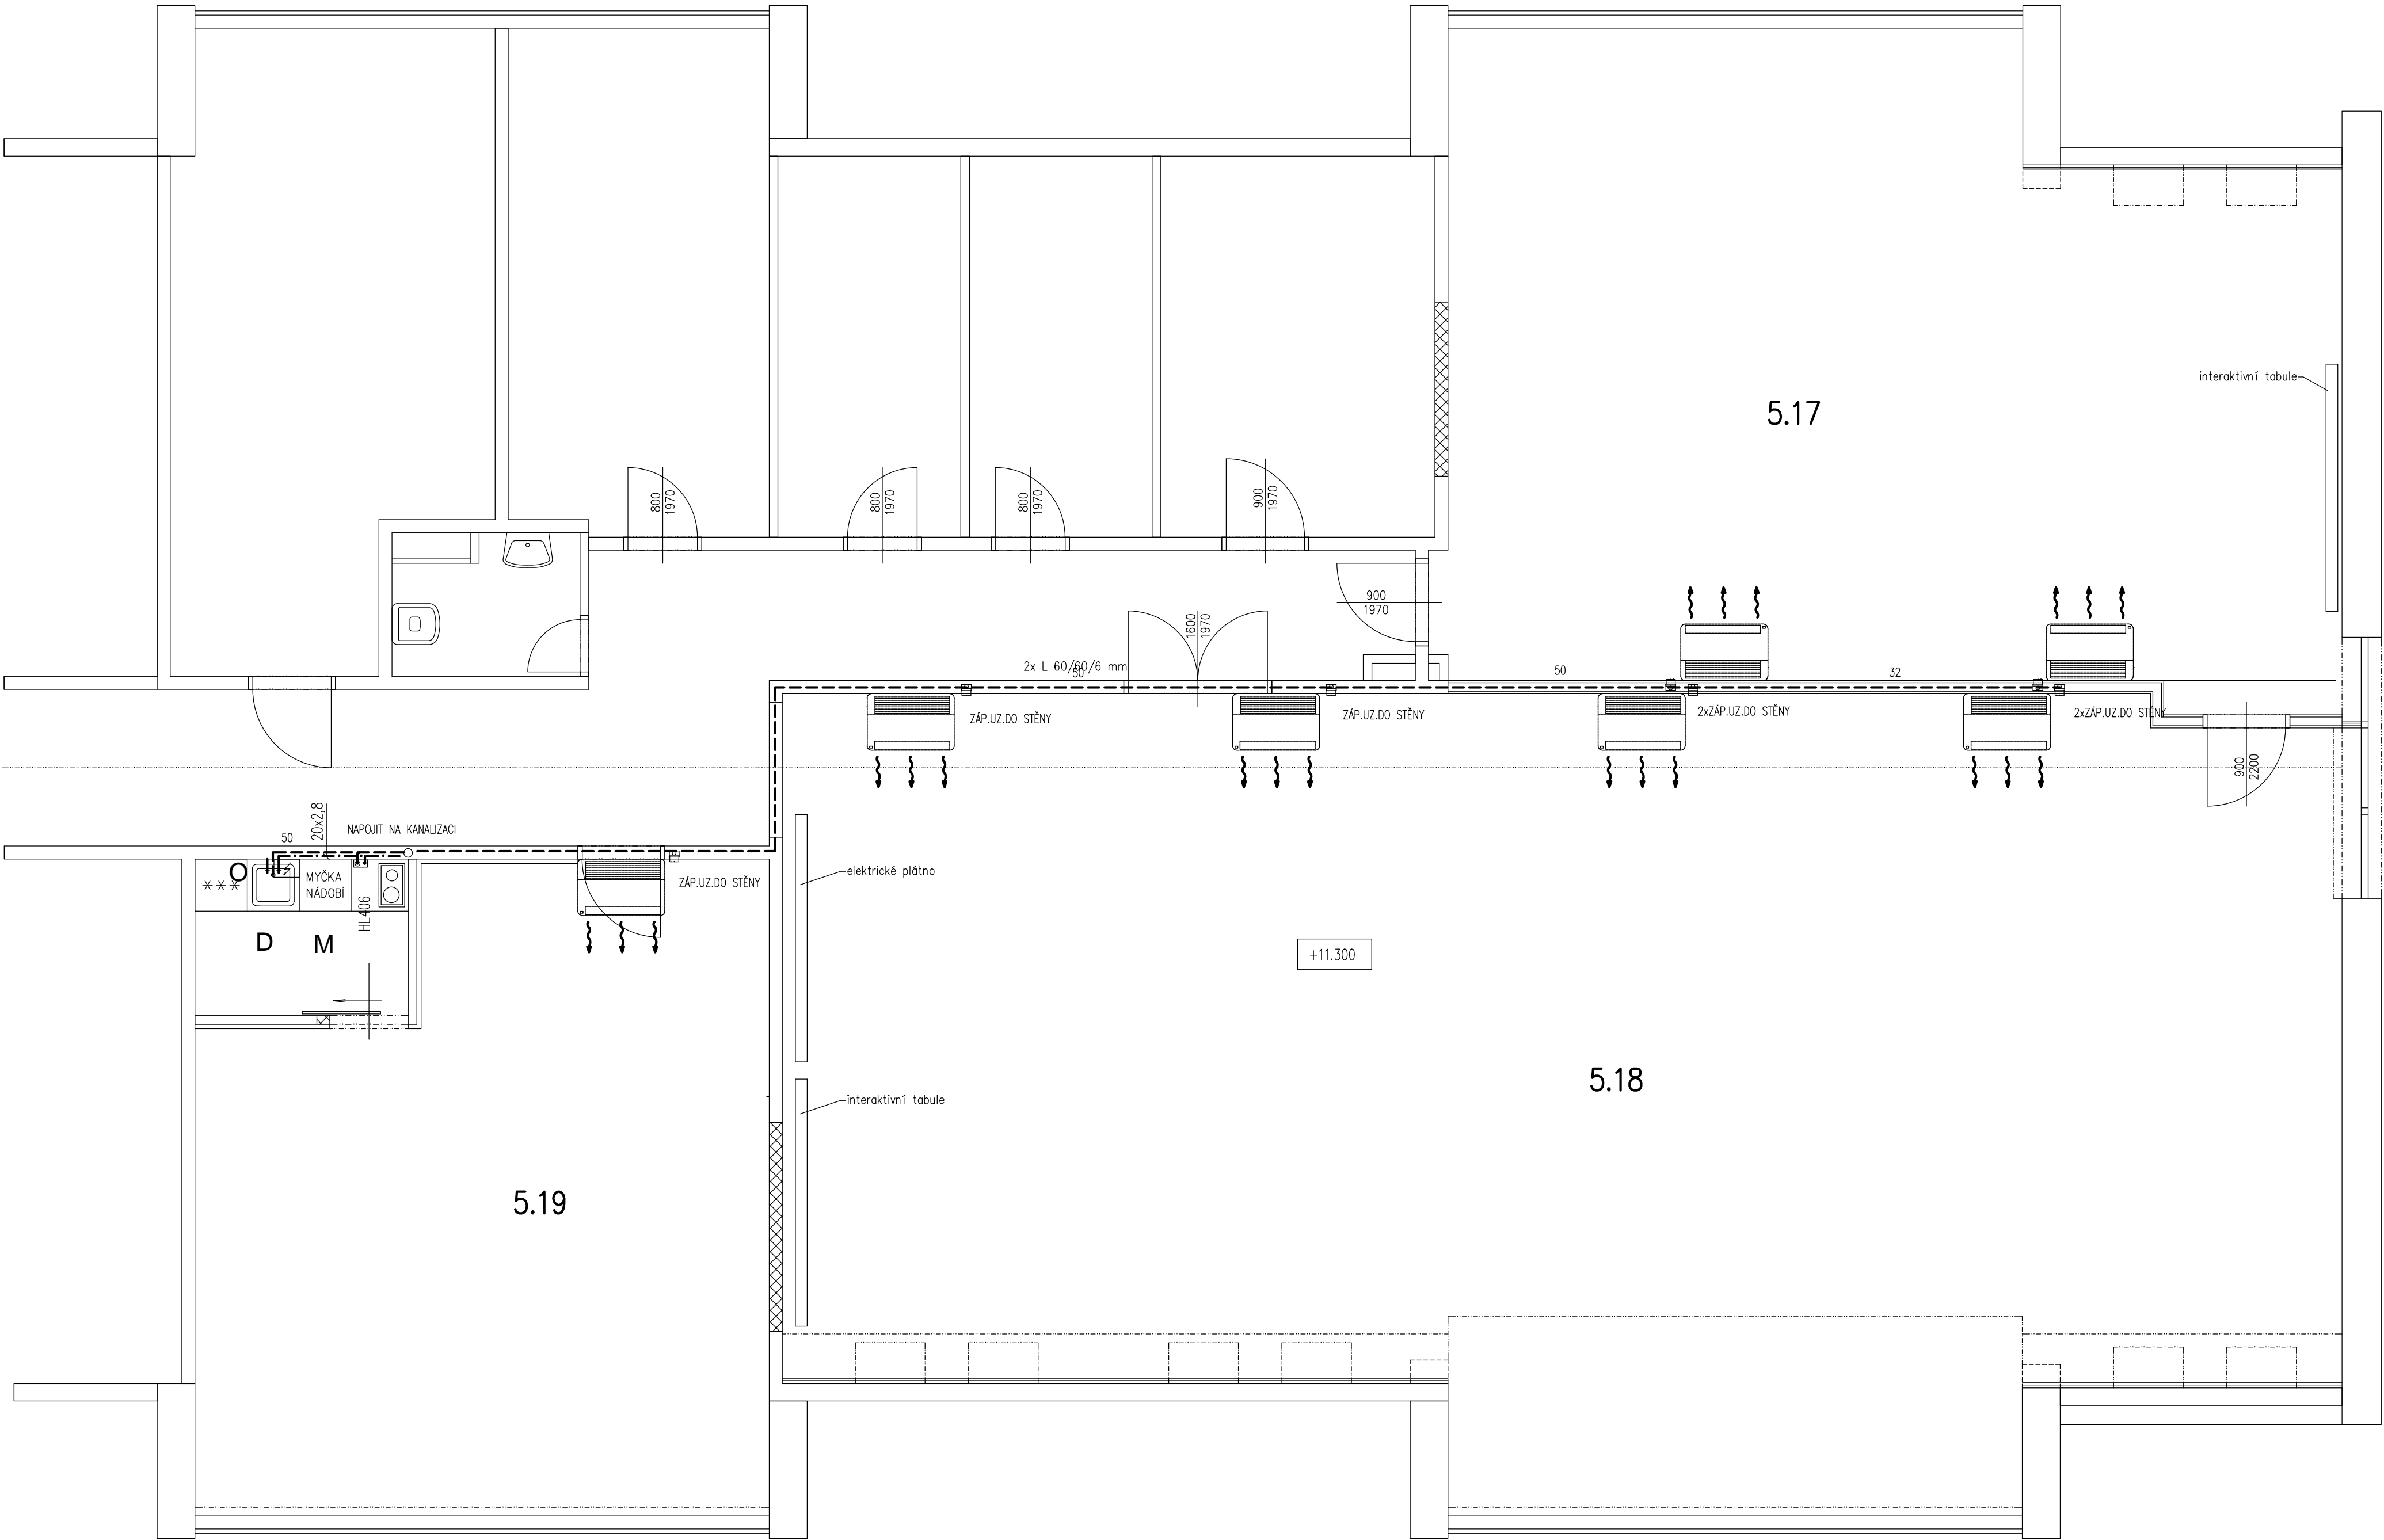 interaktivní tabule
5.17
800
1970
800
1970
800
1970
900
1970
900
1970
1600
1970
2x L 60/60/6 mm
50
50
32
ZÁP.UZ.DO STĚNY
ZÁP.UZ.DO STĚNY
2xZÁP.UZ.DO STĚNY
2xZÁP.UZ.DO STĚNY
900
2200
20x2,8
NAPOJIT NA KANALIZACI
50
O
***
MYČKA
NÁDOBÍ
HL406
D
M
ZÁP.UZ.DO STĚNY
elektrické plátno
+11.300
5.18
interaktivní tabule
5.19